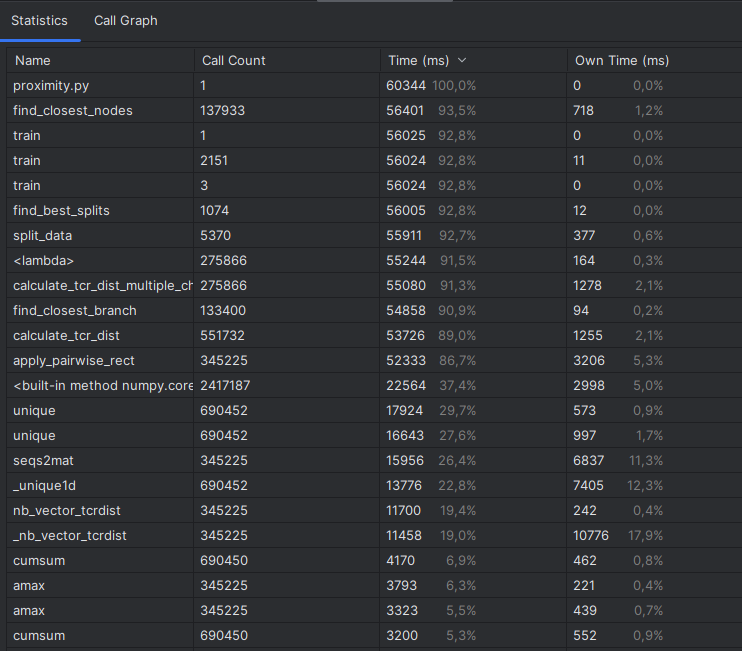 Statistics Call Graph
Name Call Count Time (ms) Own Time (ms)
proximity.py 1 60344 100,0% 0 0,0%
find_closest_nodes 137933 56401 93,5% 718 1,2%
train 1 56025 92,8% 0 0,0%
train 2151 56024 92,8% 11 0,0%
train 3 56024 92,8% 0 0,0%
find_best_splits 1074 56005 92,8% 12 0,0%
split_data 5370 55911 92,7% 377 0,6%
<lambda> 275866 55244 91,5% 164 0,3%
calculate_tcr_dist_multiple_ch 275866 55080 91,3% 1278 2,1%
find_closest_branch 133400 54858 90,9% 94 0,2%
calculate_tcr_dist 551732 53726 89,0% 1255 2,1%
apply_pairwise_rect 345225 52333 86,7% 3206 5,3%
<built-in method numpy.core 2417187 22564 37,4% 2998 5,0%
unique 690452 17924 29,7% 573 0,9%
unique 690452 16643 27,6% 997 1,7%
seqs2mat 345225 15956 26,4% 6837 11,3%
_unique1d 690452 13776 22,8% 7405 12,3%
nb_vector_tcrdist 345225 11700 19,4% 242 0,4%
_nb_vector_tcrdist 345225 11458 19,0% 10776 17,9%
cumsum 690450 4170 6,9% 462 0,8%
amax 345225 3793 6,3% 221 0,4%
amax 345225 3323 5,5% 439 0,7%
cumsum 690450 3200 5,3% 552 0,9%